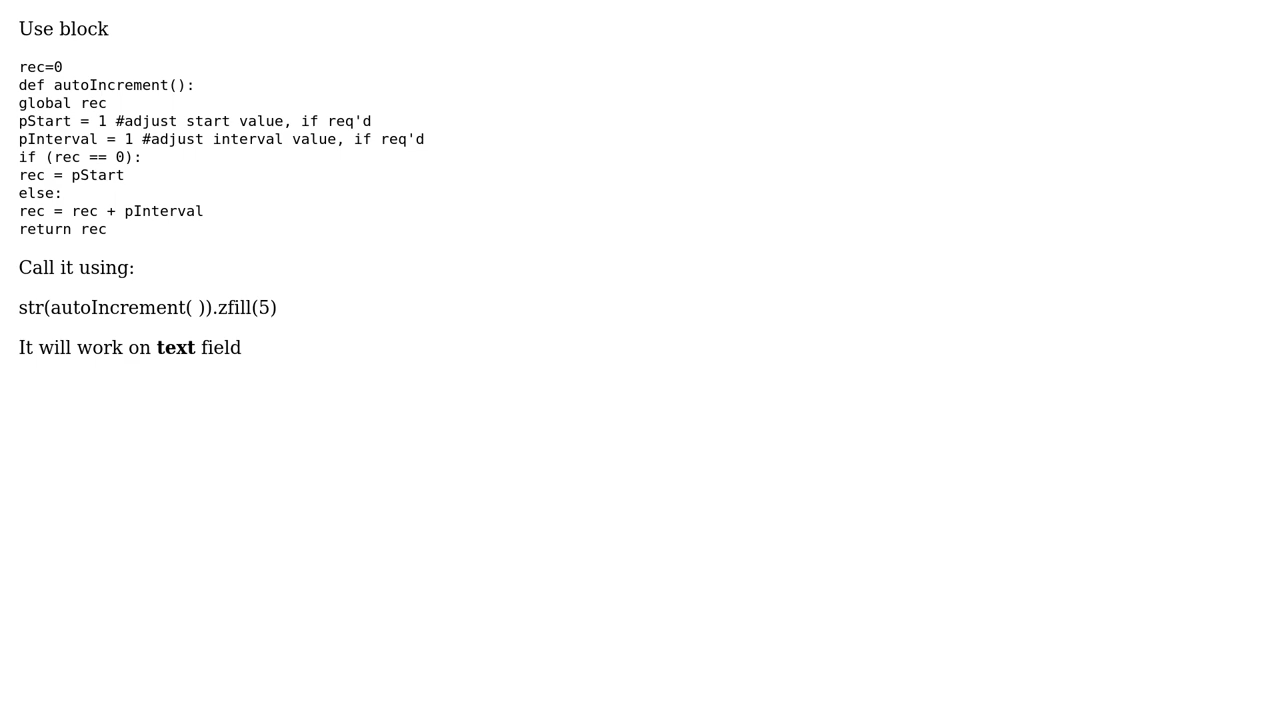 Use block
rec=0
def autoIncrement():
global rec
pStart = 1 #adjust start value, if req'd
pInterval = 1 #adjust interval value, if req'd
if (rec == 0):
rec = pStart
else:
rec = rec + pInterval
return rec
Call it using:
str(autoIncrement( )).zfill(5)
It will work on text field